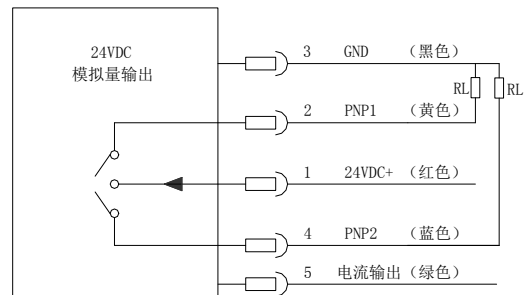 24VDC
模拟量输出
3 GND （黑色）
RL RL
2 PNP1 （黄色）
1 24VDC+ （红色）
4 PNP2 （蓝色）
5 电流输出（绿色）